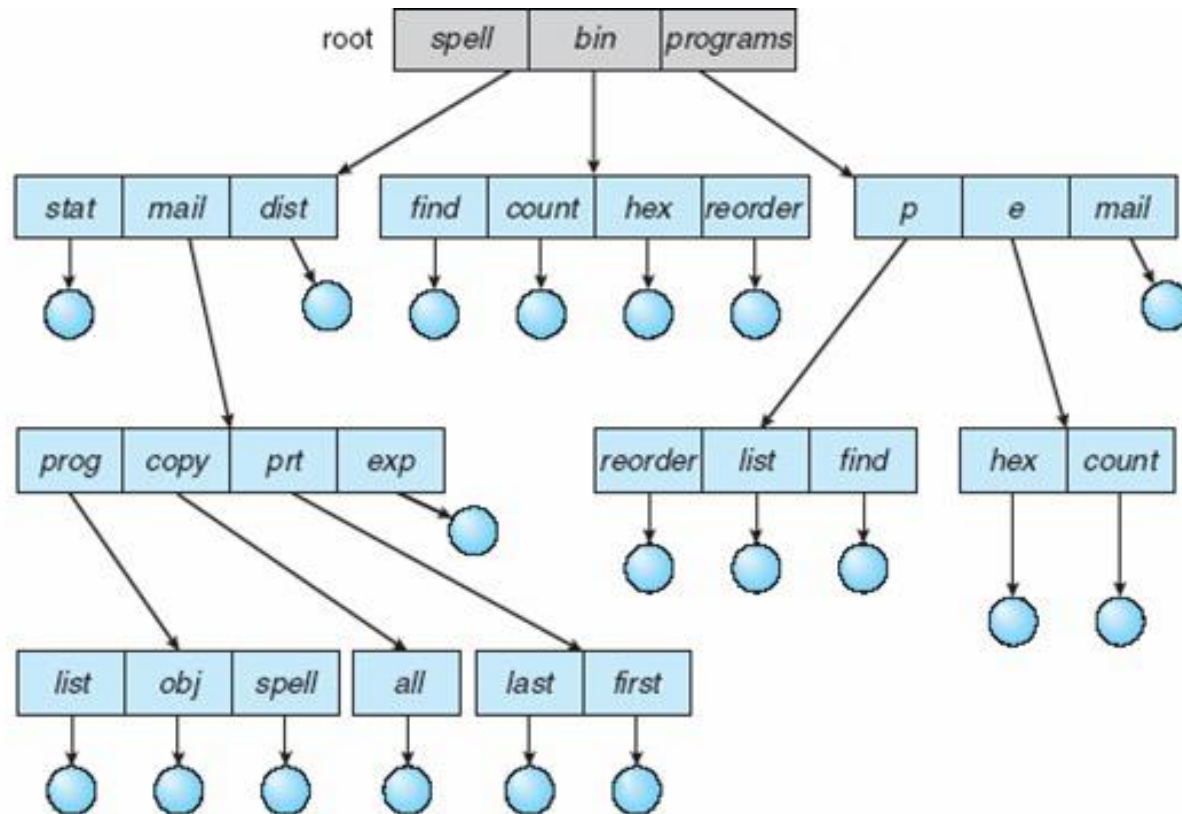 root spell bin programs
stat mail dist find count hex reorder p e mail
prog copy prt exp reorder list find hex count
list obj spell all last first